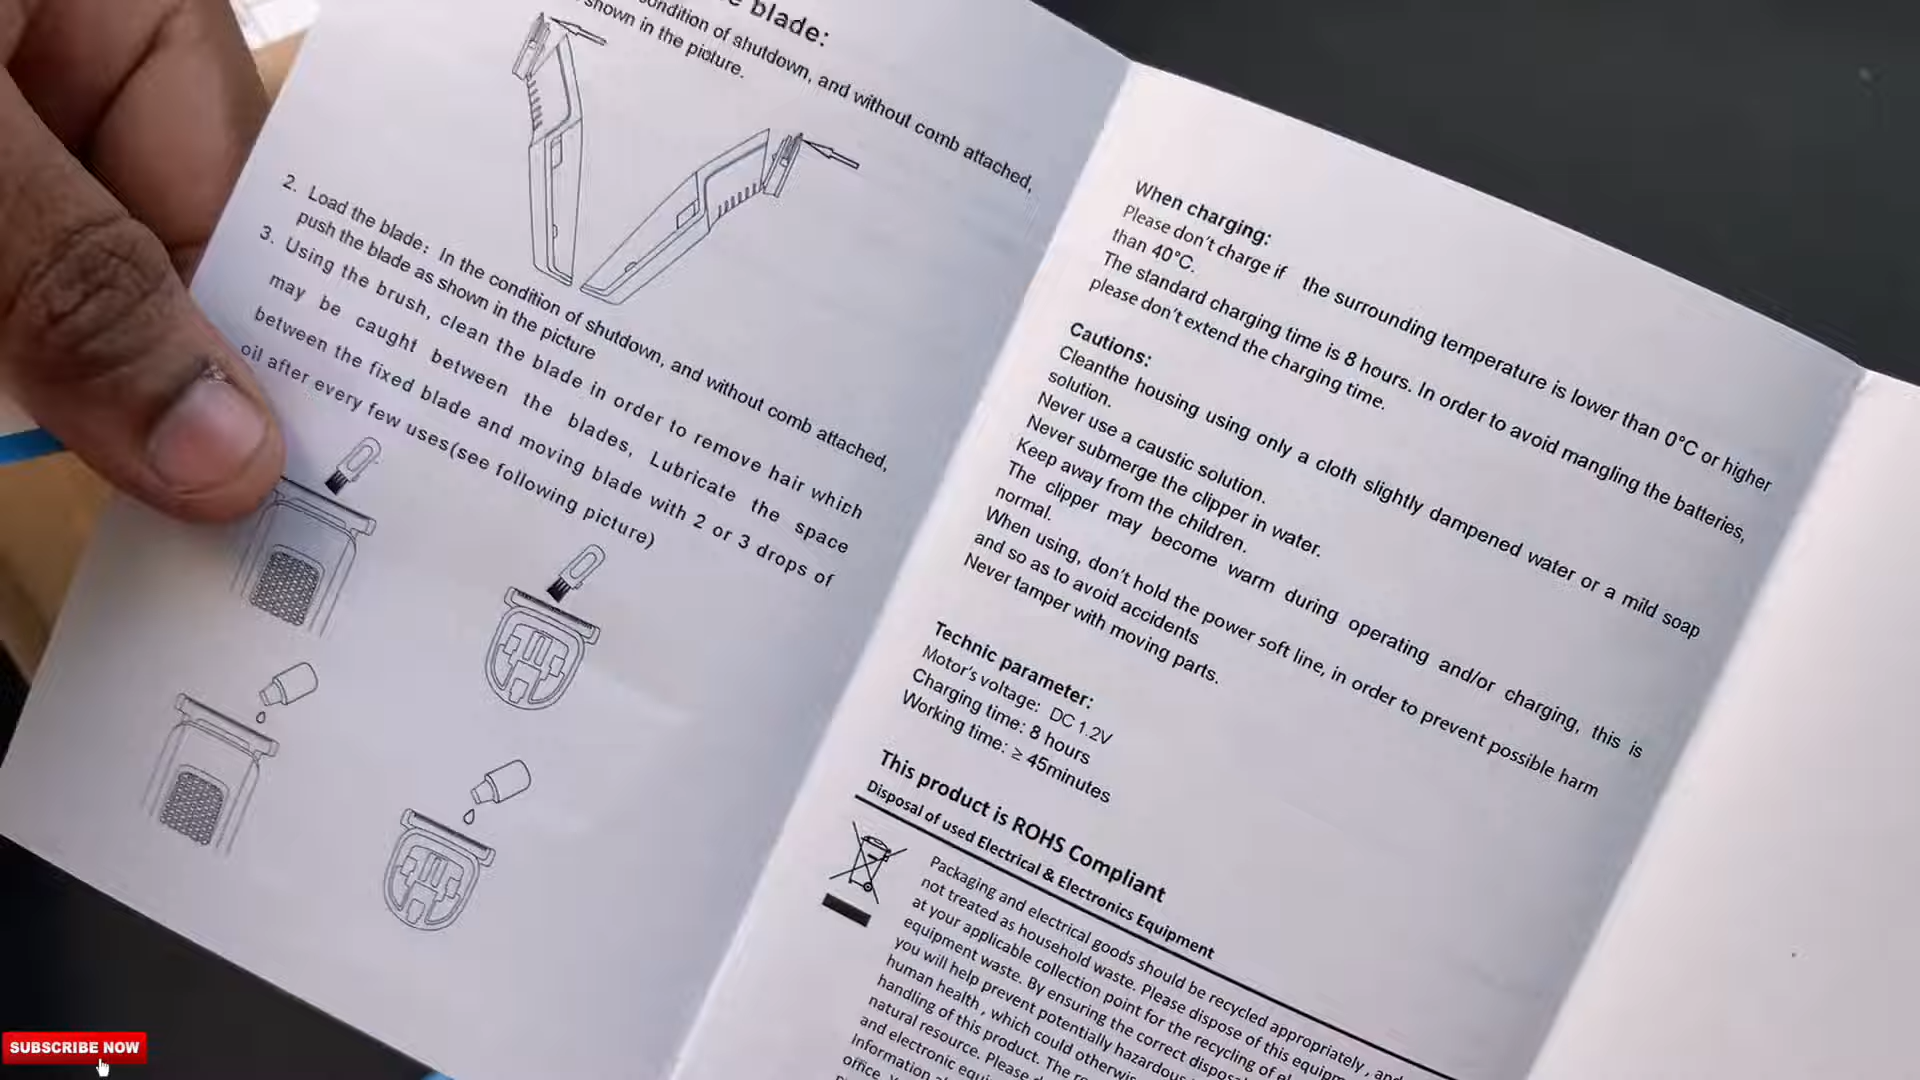 e blade:
condition of shutdown, and without comb attached,
shown in the picture.
2. Load the blade: In the condition of shutdown, and without comb attached,
push the blade as shown in the picture
3. Using the brush, clean the blade in order to remove hair which
may be caught between the blades, Lubricate the space
between the fixed blade and moving blade with 2 or 3 drops of
oil after every few uses(see following picture)
When charging:
Please don't charge if the surrounding temperature is lower than 0°C or higher
than 40°C.
The standard charging time is 8 hours. In order to avoid mangling the batteries,
please don't extend the charging time.
Cautions:
Cleanthe housing using only a cloth slightly dampened water or a mild soap
solution.
Never use a caustic solution.
Never submerge the clipper in water.
Keep away from the children.
The clipper may become warm during operating and/or charging, this is
normal.
When using, don't hold the power soft line, in order to prevent possible harm
and so as to avoid accidents
Never tamper with moving parts.
Technic parameter:
Motor's voltage: DC 1.2V
Charging time: 8 hours
Working time: ≥ 45minutes
This product is ROHS Compliant
Disposal of used Electrical & Electronics Equipment
Packaging and electrical goods should be recycled appropriately, and
not treated as household waste. Please dispose of this equipm
at your applicable collection point for the recycling of el
equipment waste. By ensuring the correct dispos
you will help prevent potentially hazardous
human health, which could otherwis
handling of this product. The re
natural resource. Please
and electronic equi
Information a
office,
SUBSCRIBE NOW